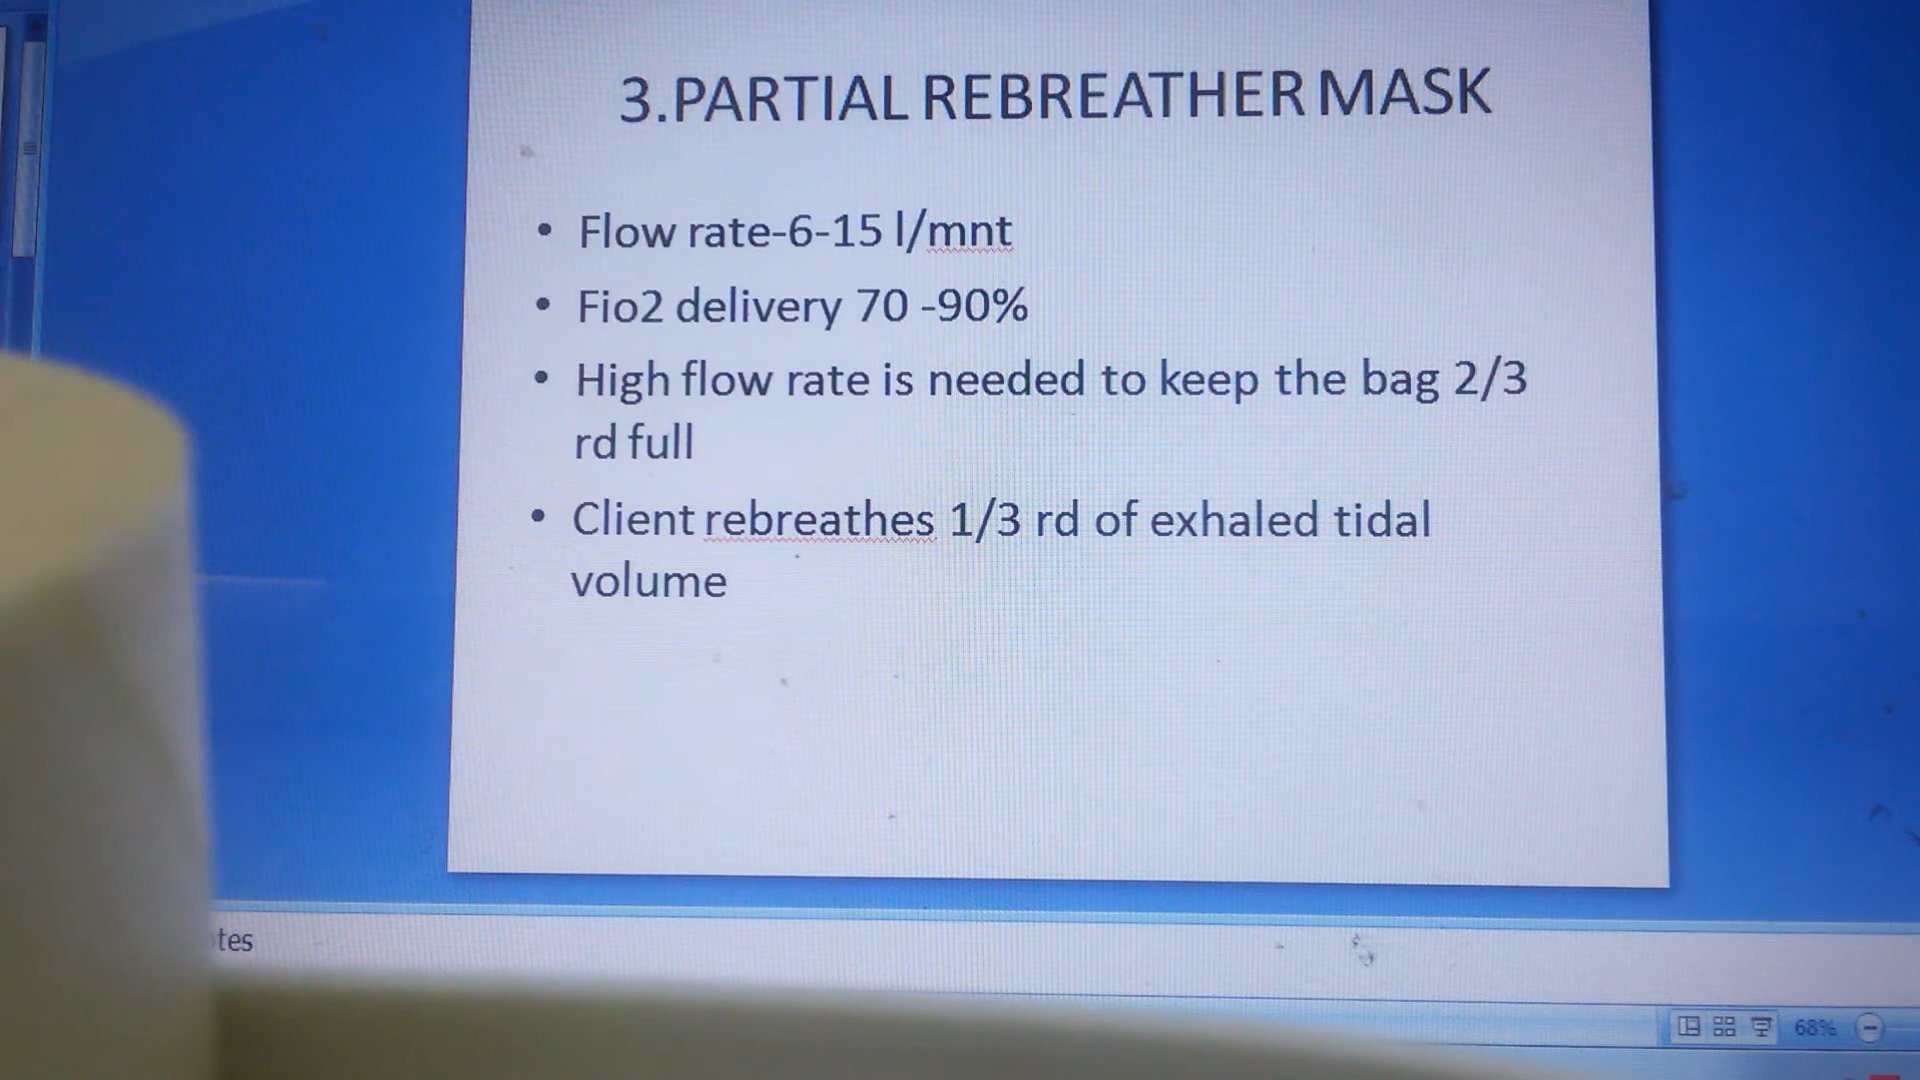 3.PARTIAL REBREATHER MASK
• Flow rate-6-15 l/mnt
• Fio2 delivery 70 -90%
• High flow rate is needed to keep the bag 2/3
rd full
• Client rebreathes 1/3 rd of exhaled tidal
volume
tes
68%